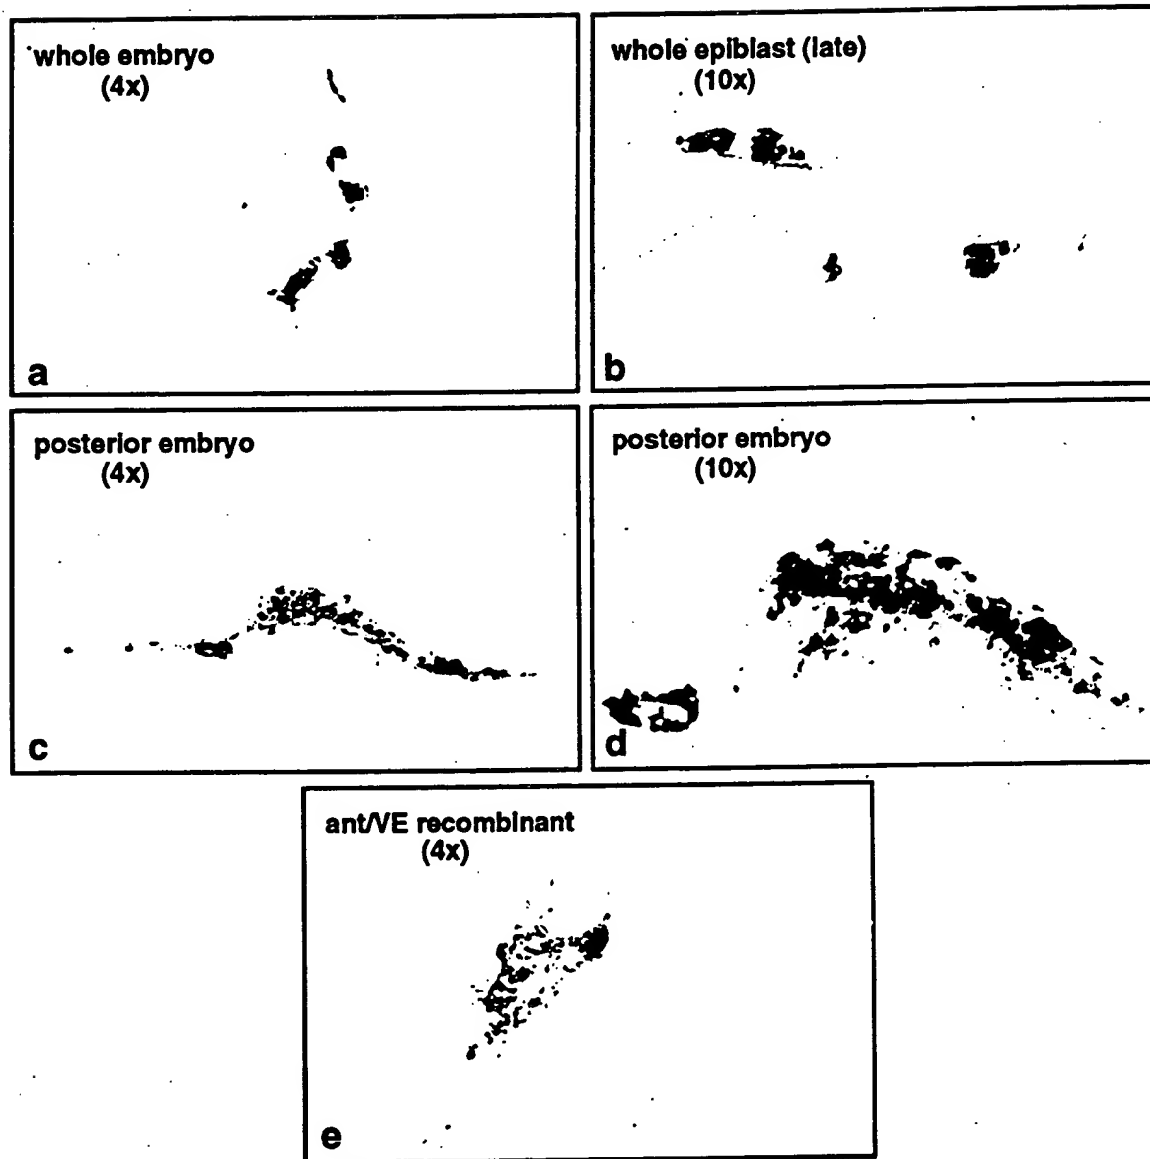 whole embryo
(4x)
a
whole epiblast (late)
(10x)
b
posterior embryo
(4x)
c
posterior embryo
(10x)
d
ant/VE recombinant
(4x)
e